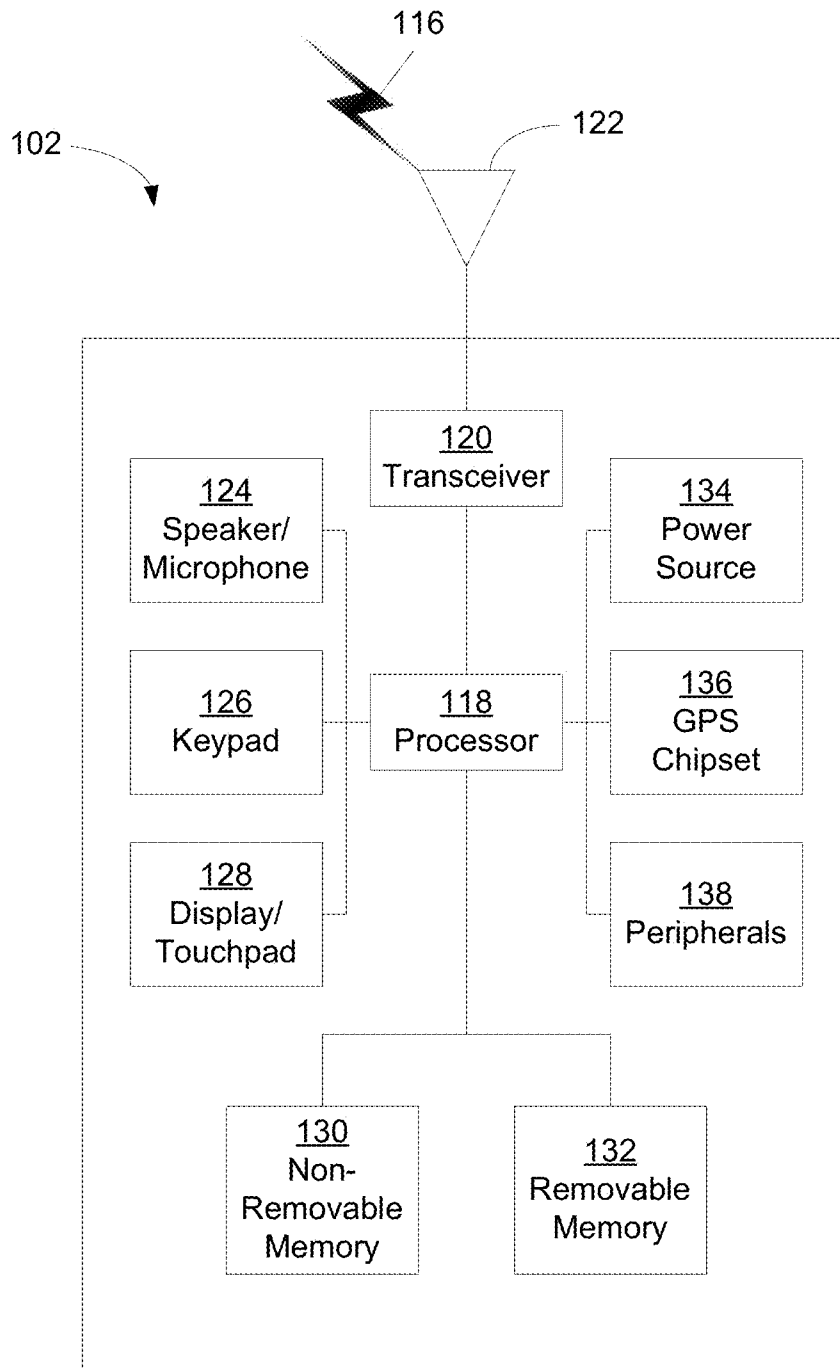 116
122
102
120
Transceiver
124
Speaker/
Microphone
134
Power
Source
126
Keypad
118
Processor
136
GPS
Chipset
128
Display/
Touchpad
138
Peripherals
130
Non-
Removable
Memory
132
Removable
Memory